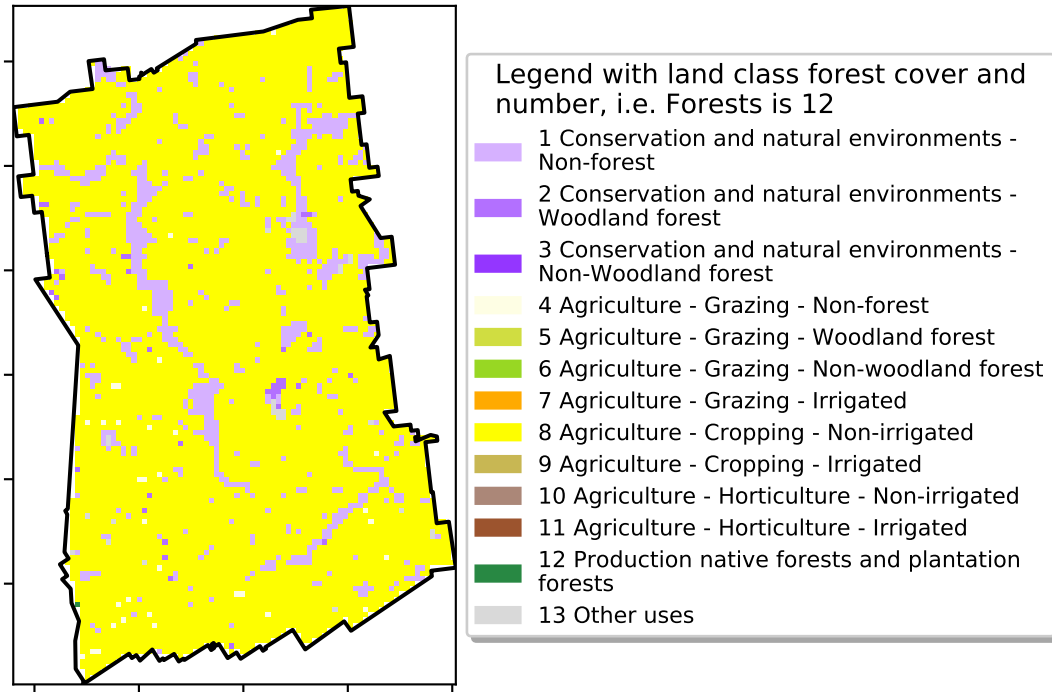 Legend with land class forest cover and
number, i.e. Forests is 12
1 Conservation and natural environments -
Non-forest
2 Conservation and natural environments -
Woodland forest
3 Conservation and natural environments -
Non-Woodland forest
4 Agriculture - Grazing - Non-forest
5 Agriculture - Grazing - Woodland forest
6 Agriculture - Grazing - Non-woodland forest
7 Agriculture - Grazing - Irrigated
8 Agriculture - Cropping - Non-irrigated
9 Agriculture - Cropping - Irrigated
10 Agriculture - Horticulture - Non-irrigated
11 Agriculture - Horticulture - Irrigated
12 Production native forests and plantation
forests
13 Other uses